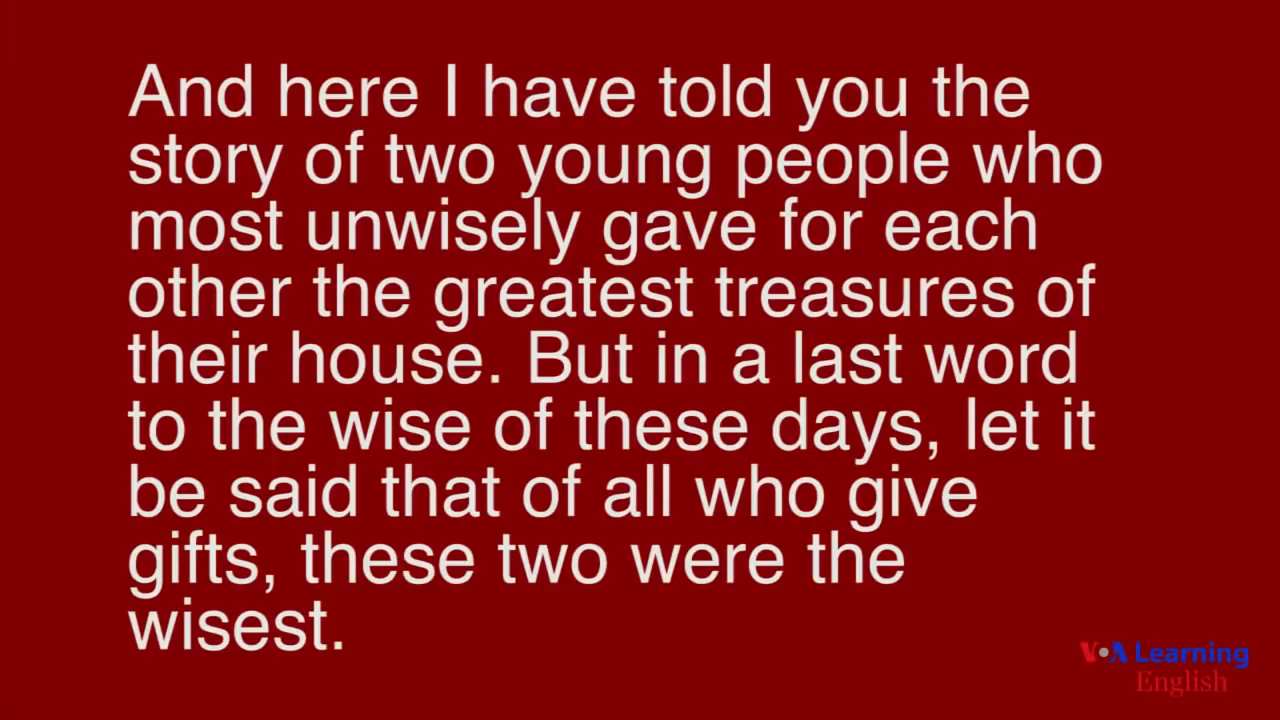 And here I have told you the
story of two young people who
most unwisely gave for each
other the greatest treasures of
their house. But in a last word
to the wise of these days, let it
be said that of all who give
gifts, these two were the
wisest.
VOA Learning
English